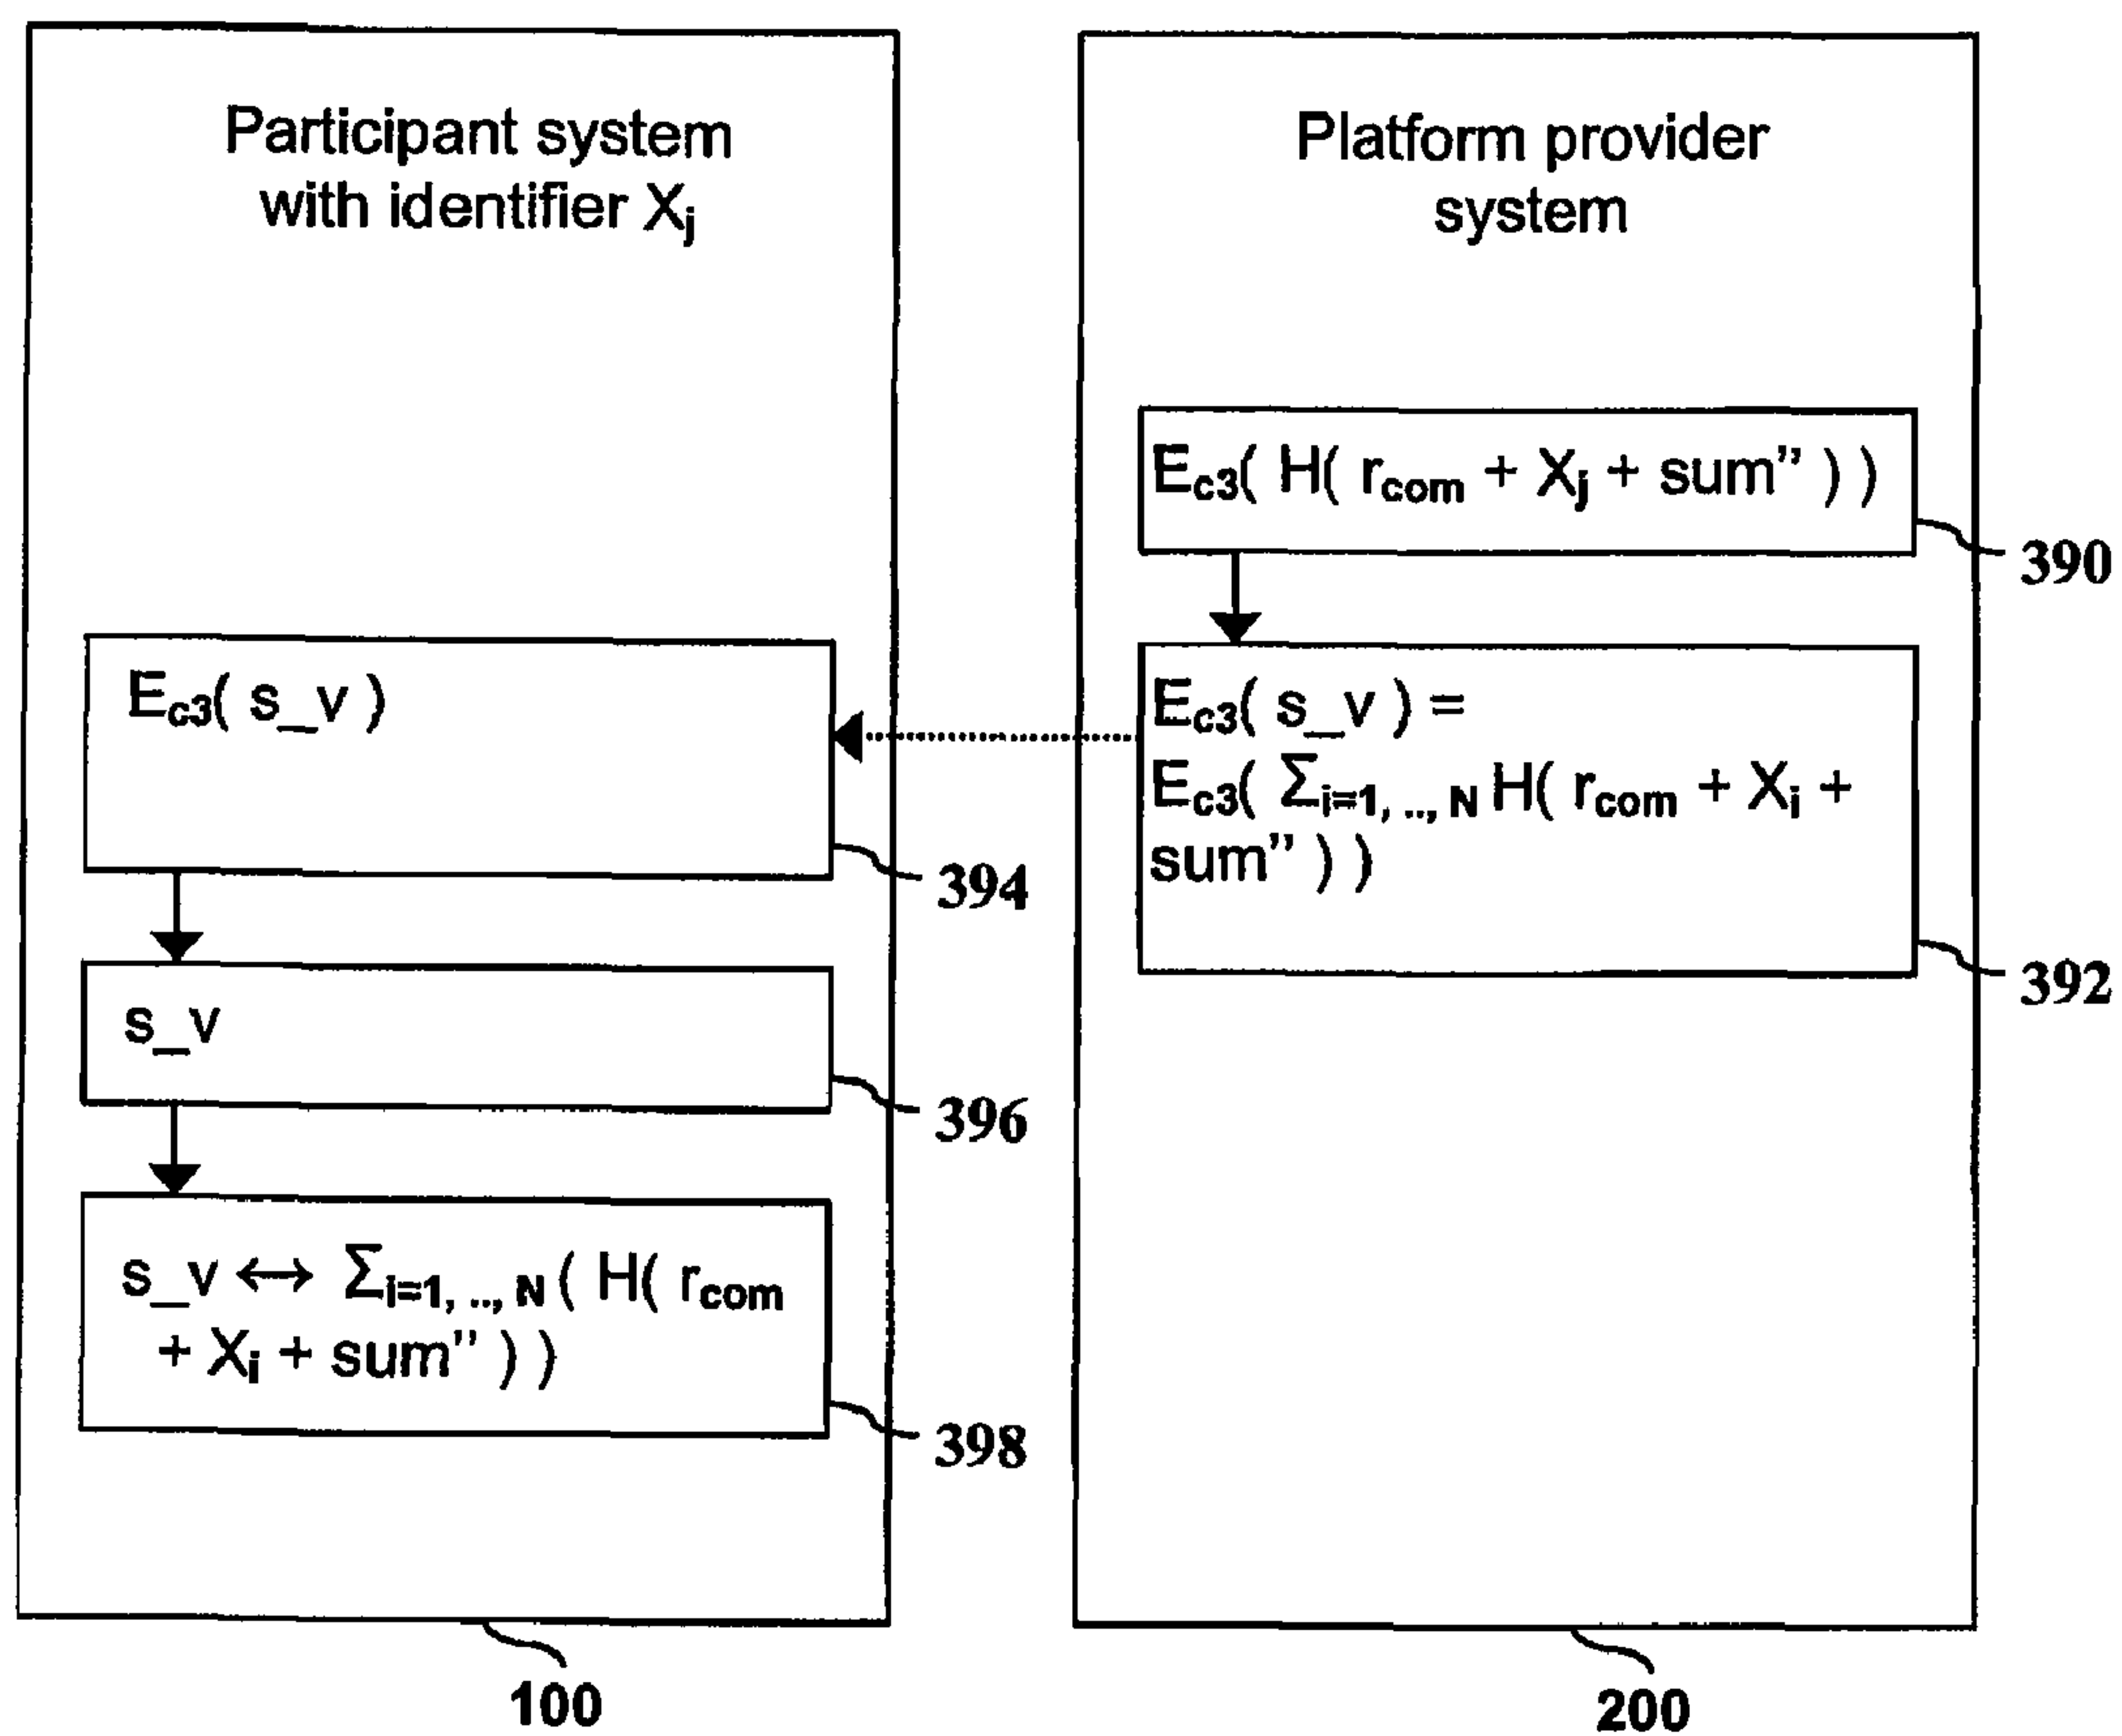 Participant system
with identifier Xj
Ec3( s_v )
394
s_v
396
s_v ↔ Σi=1, .., N ( H( rcom
+ Xi + sum” ) )
398
100
Platform provider
system
Ec3( H( rcom + Xj + sum” ) )
390
Ec3( s_v ) =
Ec3( Σi=1, .., N H( rcom + Xi +
sum” ) )
392
200